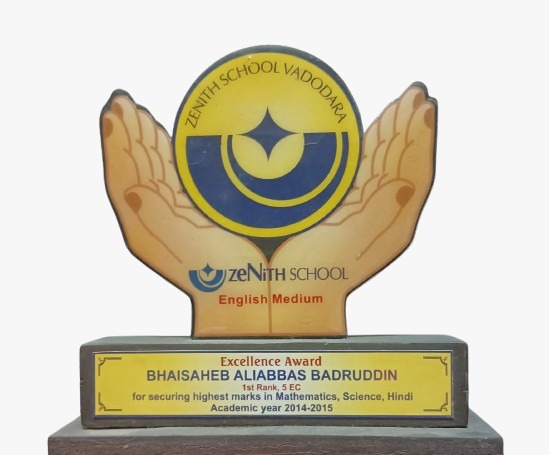 ZENITH SCHOOL VADODARA
zeNiTH SCHOOL
English Medium
Excellence Award
BHAISAHEB ALIABBAS BADRUDDIN
1st Rank, 5 EC
for securing highest marks in Mathematics, Science, Hindi
Academic year 2014-2015